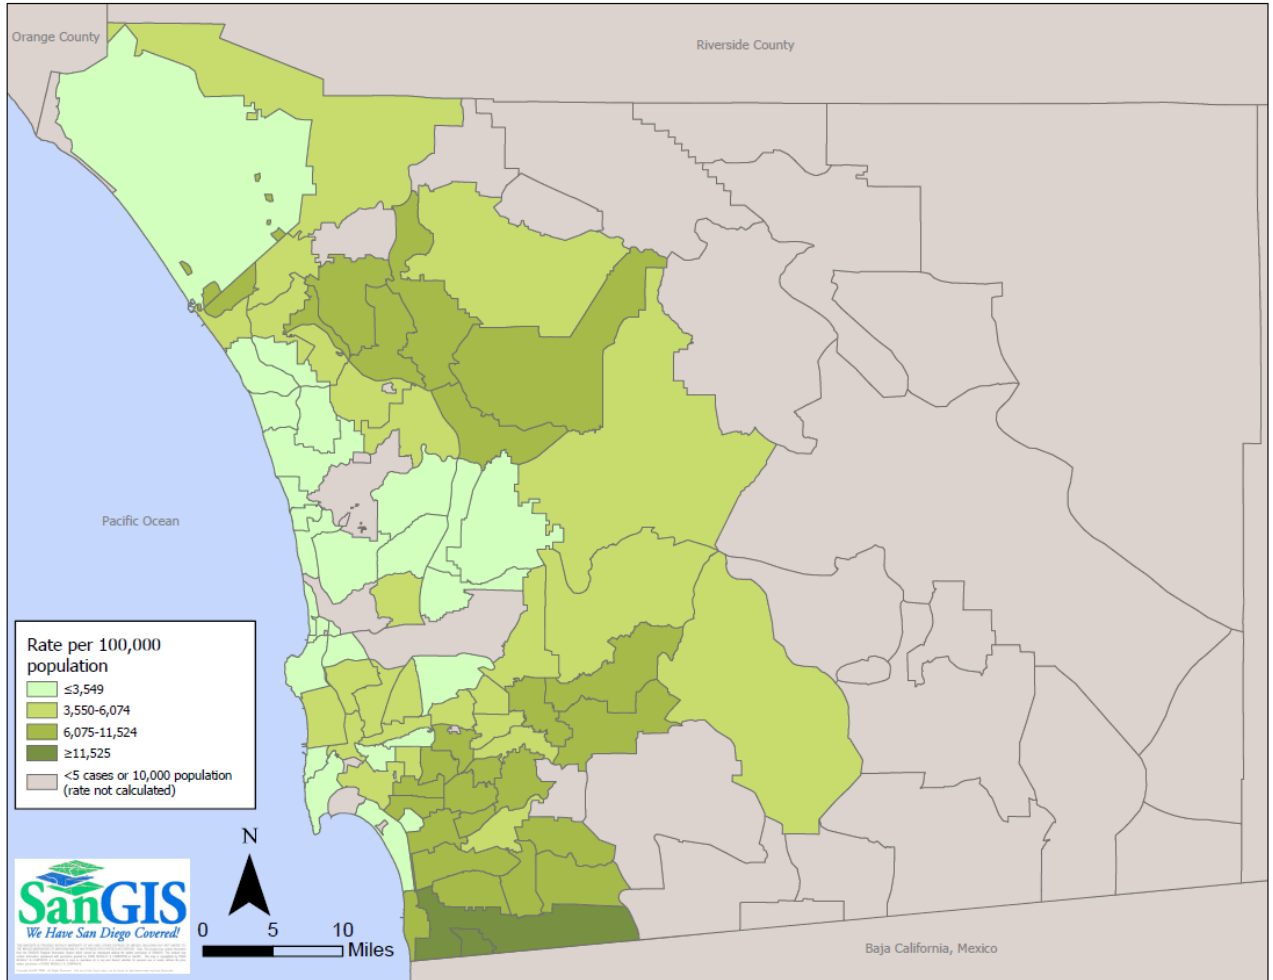 Orange County
Riverside County
Pacific Ocean
Rate per 100,000
population
≤3,549
3,550-6,074
6,075-11,524
≥11,525
<5 cases or 10,000 population
(rate not calculated)
N
SanGIS
We Have San Diego Covered!
0 5 10
Miles
Baja California, Mexico